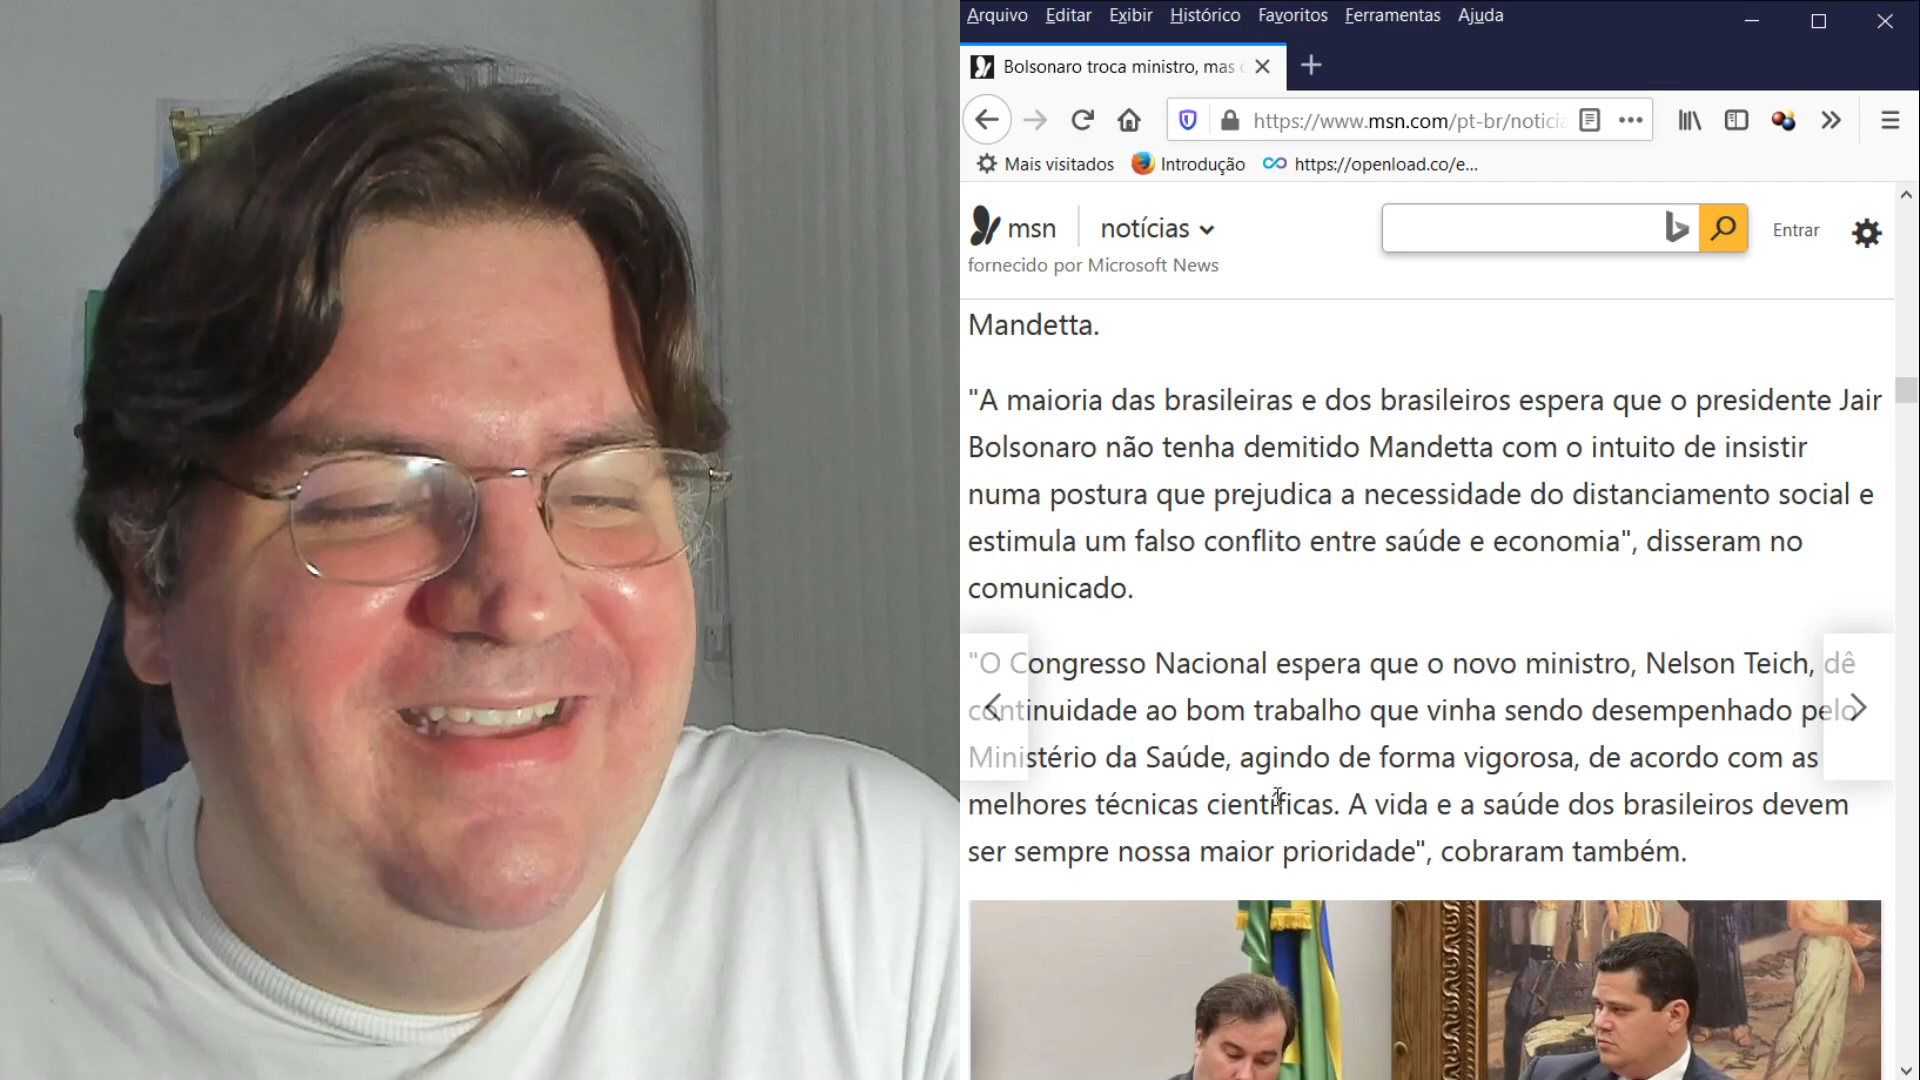 Arquivo Editar Exibir Histórico Favoritos Ferramentas Ajuda
Bolsonaro troca ministro, mas
https://www.msn.com/pt-br/noticia
Mais visitados Introdução https://openload.co/e...
msn notícias Entrar
fornecido por Microsoft News
Mandetta.
"A maioria das brasileiras e dos brasileiros espera que o presidente Jair
Bolsonaro não tenha demitido Mandetta com o intuito de insistir
numa postura que prejudica a necessidade do distanciamento social e
estimula um falso conflito entre saúde e economia", disseram no
comunicado.
"O Congresso Nacional espera que o novo ministro, Nelson Teich, dê
continuidade ao bom trabalho que vinha sendo desempenhado pelo
Ministério da Saúde, agindo de forma vigorosa, de acordo com as
melhores técnicas científicas. A vida e a saúde dos brasileiros devem
ser sempre nossa maior prioridade", cobraram também.